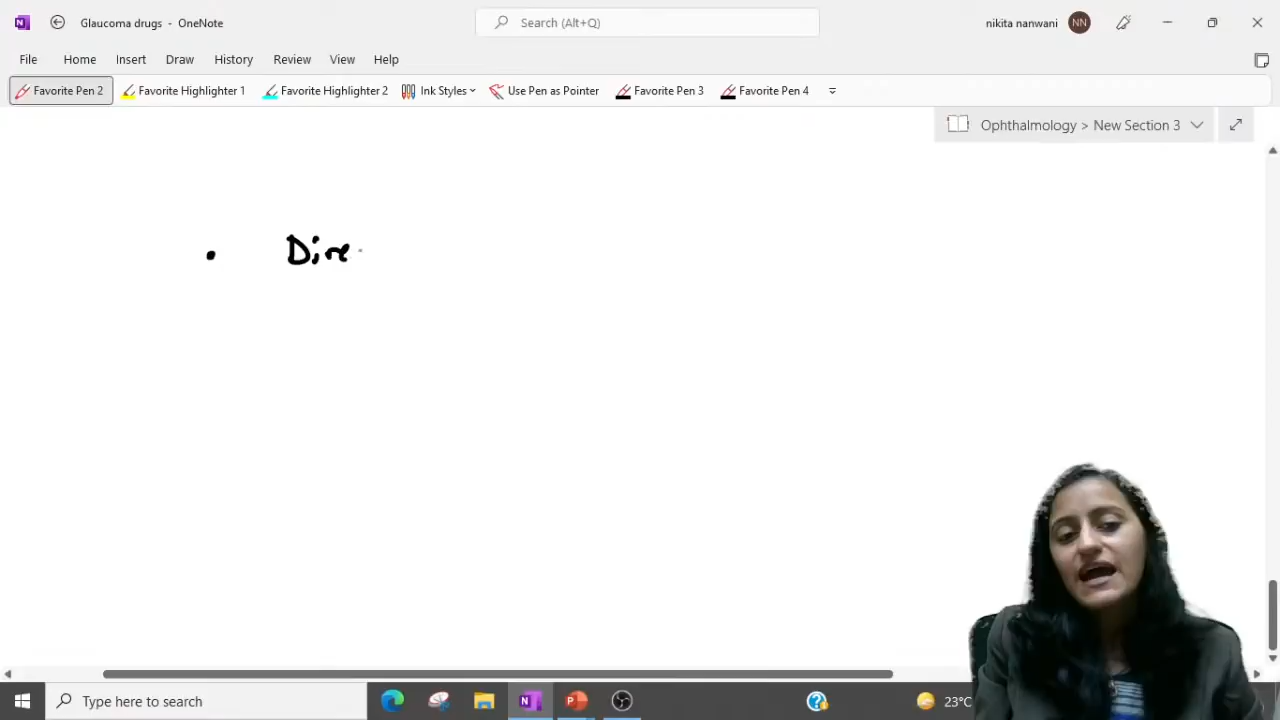 Glaucoma drugs - OneNote
Search (Alt+Q)
nikita nanwani NN
File Home Insert Draw History Review View Help
Favorite Pen 2 Favorite Highlighter 1 Favorite Highlighter 2 Ink Styles Use Pen as Pointer Favorite Pen 3 Favorite Pen 4
Ophthalmology > New Section 3
• Dire
Type here to search 23°C